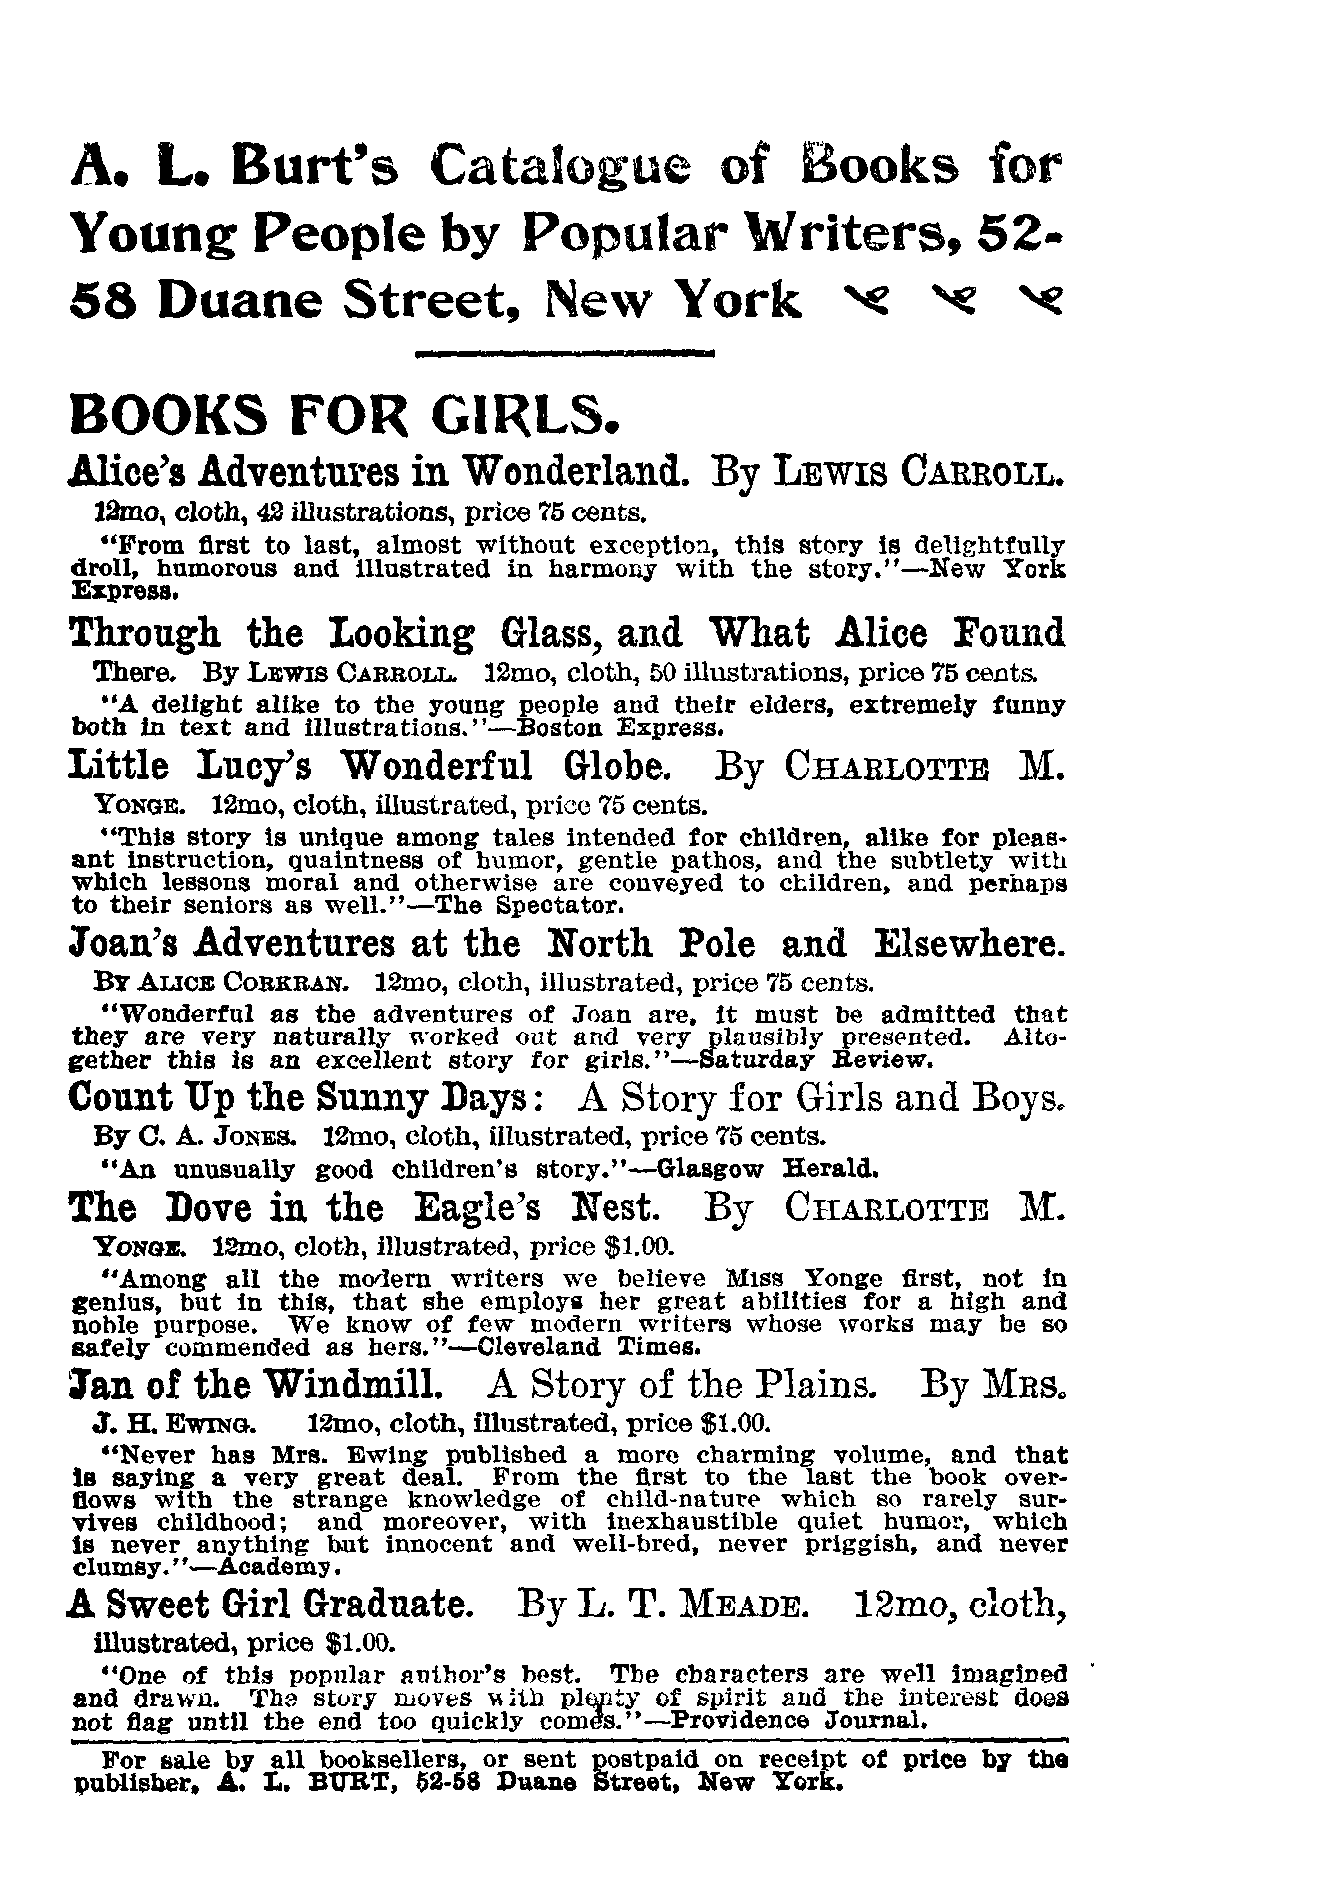 A. L. Burt's Catalogue of Books for
Young People by Popular Writers, 52-
58 Duane Street, New York
BOOKS FOR GIRLS.
Alice's Adventures in Wonderland. By LEWIS CARROLL.
12mo, cloth, 42 illustrations, price 75 cents.
"From first to last, almost without exception, this story is delightfully
droll, humorous and illustrated in harmony with the story."—New York
Express.
Through the Looking Glass, and What Alice Found
There. By LEWIS CARROLL. 12mo, cloth, 50 illustrations, price 75 cents.
"A delight alike to the young people and their elders, extremely funny
both in text and illustrations."—Boston Express.
Little Lucy's Wonderful Globe. By CHARLOTTE M.
YONGE. 12mo, cloth, illustrated, price 75 cents.
"This story is unique among tales intended for children, alike for pleas-
ant instruction, quaintness of humor, gentle pathos, and the subtlety with
which lessons moral and otherwise are conveyed to children, and perhaps
to their seniors as well."—The Spectator.
Joan's Adventures at the North Pole and Elsewhere.
BY ALICE CORKRAN. 12mo, cloth, illustrated, price 75 cents.
"Wonderful as the adventures of Joan are, it must be admitted that
they are very naturally worked out and very plausibly presented. Alto-
gether this is an excellent story for girls."—Saturday Review.
Count Up the Sunny Days: A Story for Girls and Boys.
By C. A. JONES. 12mo, cloth, illustrated, price 75 cents.
"An unusually good children's story."—Glasgow Herald.
The Dove in the Eagle's Nest. By CHARLOTTE M.
YONGE. 12mo, cloth, illustrated, price $1.00.
"Among all the modern writers we believe Miss Yonge first, not in
genius, but in this, that she employs her great abilities for a high and
noble purpose. We know of few modern writers whose works may be so
safely commended as hers."—Cleveland Times.
Jan of the Windmill. A Story of the Plains. By MRS.
J. H. EWING. 12mo, cloth, illustrated, price $1.00.
"Never has Mrs. Ewing published a more charming volume, and that
is saying a very great deal. From the first to the last the book over-
flows with the strange knowledge of child-nature which so rarely sur-
vives childhood; and moreover, with inexhaustible quiet humor, which
is never anything but innocent and well-bred, never priggish, and never
clumsy."—Academy.
A Sweet Girl Graduate. By L. T. MEADE. 12mo, cloth,
illustrated, price $1.00.
"One of this popular author's best. The characters are well imagined
and drawn. The story moves with plenty of spirit and the interest does
not flag until the end too quickly comes."—Providence Journal.
For sale by all booksellers, or sent postpaid on receipt of price by the
publisher, A. L. BURT, 52-58 Duane Street, New York.